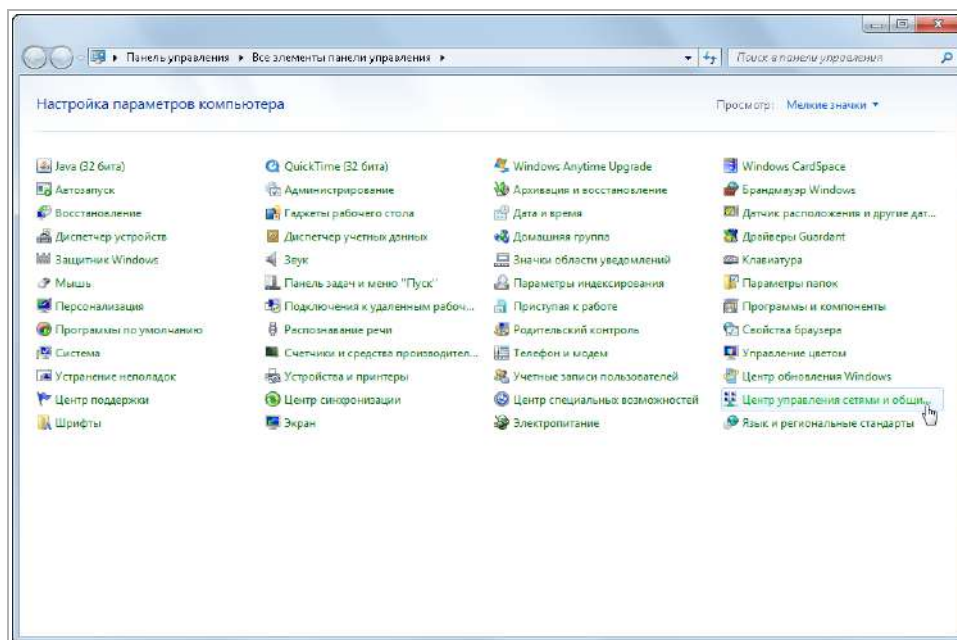 Панель управления ▸ Все элементы панели управления ▸ Поиск в панели управления
Настройка параметров компьютера Просмотр: Мелкие значки
Java (32 бита) QuickTime (32 бита) Windows Anytime Upgrade Windows CardSpace
Автозапуск Администрирование Архивация и восстановление Брандмауэр Windows
Восстановление Гаджеты рабочего стола Дата и время Датчик расположения и другие дат...
Диспетчер устройств Диспетчер учетных данных Домашняя группа Драйверы Guardant
Защитник Windows Звук Значки области уведомлений Клавиатура
Мышь Панель задач и меню "Пуск" Параметры индексирования Параметры папок
Персонализация Подключения к удаленным рабоч... Приступая к работе Программы и компоненты
Программы по умолчанию Распознавание речи Родительский контроль Свойства браузера
Система Счетчики и средства производител... Телефон и модем Управление цветом
Устранение неполадок Устройства и принтеры Учетные записи пользователей Центр обновления Windows
Центр поддержки Центр синхронизации Центр специальных возможностей Центр управления сетями и общи...
Шрифты Экран Электропитание Язык и региональные стандарты